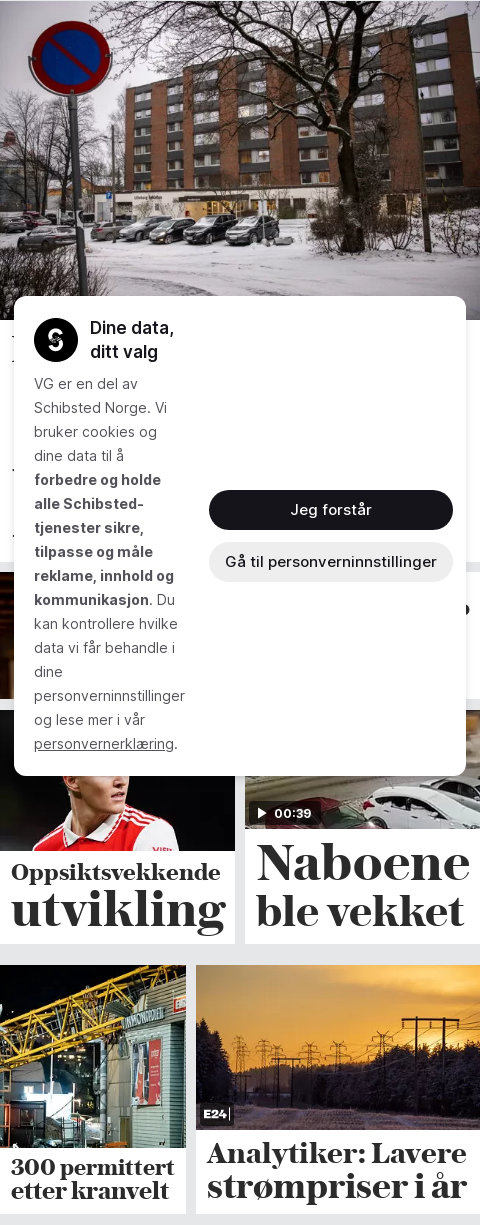 Dine data,
ditt valg
VG er en del av
Schibsted Norge. Vi
bruker cookies og
dine data til å
forbedre og holde
alle Schibsted-
tjenester sikre,
tilpasse og måle
reklame, innhold og
kommunikasjon. Du
kan kontrollere hvilke
data vi får behandle i
dine
personverninnstillinger
og lese mer i vår
personvernerklæring.
Jeg forstår
Gå til personverninnstillinger
Oppsiktsvekkende
utvikling
00:39
Naboene
ble vekket
300 permittert
etter kranvelt
E24
Analytiker: Lavere
strømpriser i år